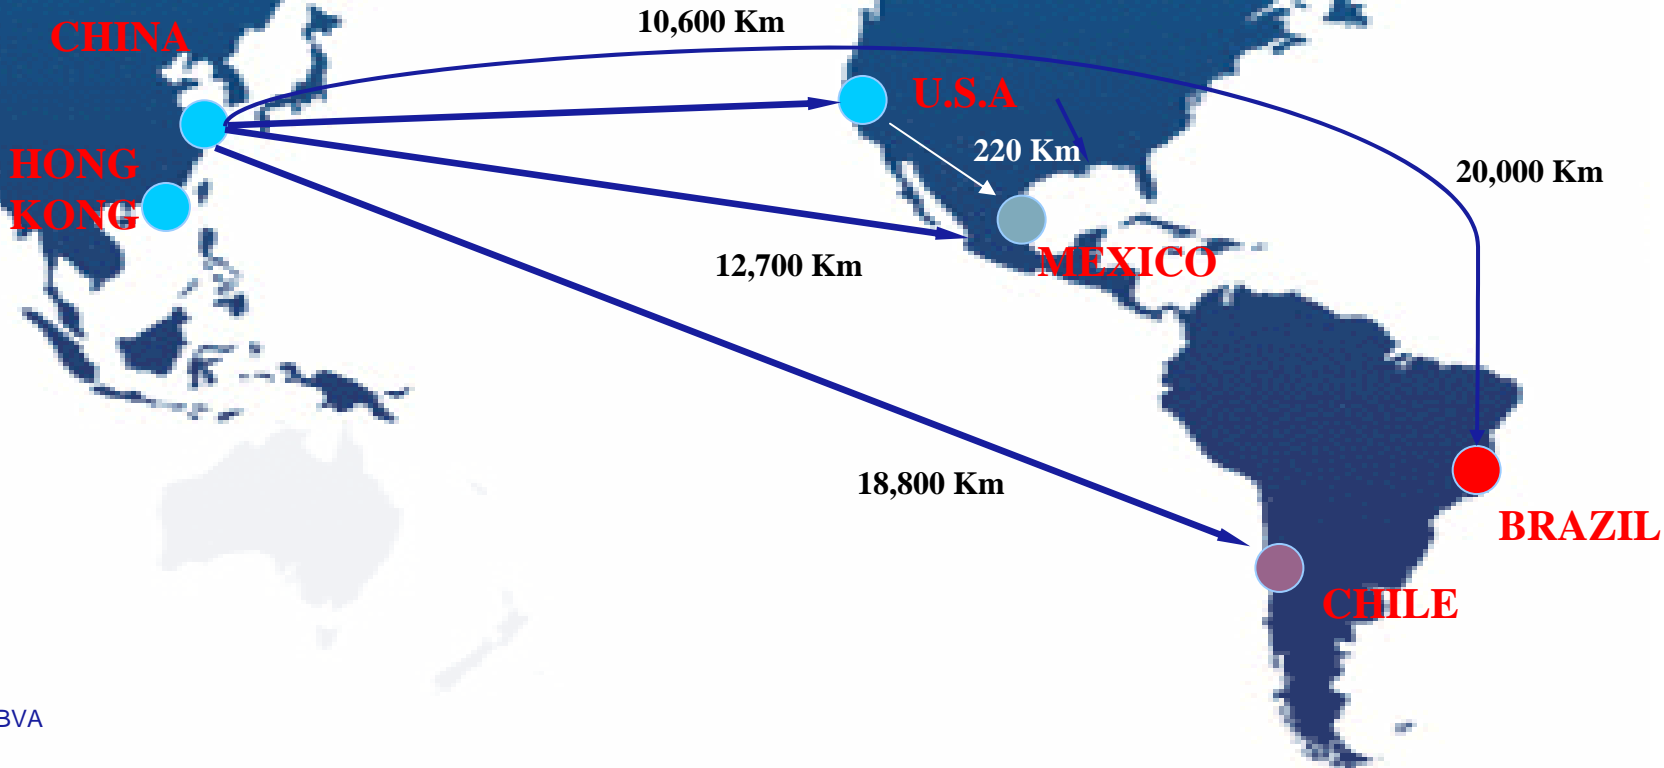 10,600 Km
CHINA
U.S.A
220 Km
HONG
KONG
20,000 Km
MEXICO
12,700 Km
18,800 Km
BRAZIL
CHILE
BVA